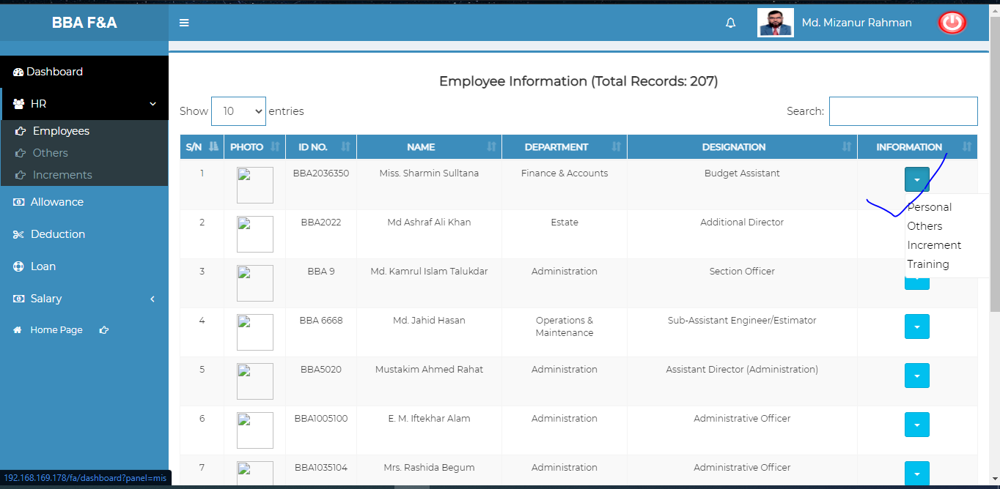 BBA F&A
Md. Mizanur Rahman
Dashboard
HR
Employees
Others
Increments
Allowance
Deduction
Loan
Salary
Home Page
Employee Information (Total Records: 207)
Show 10 entries
Search:
S/N PHOTO ID NO. NAME DEPARTMENT DESIGNATION INFORMATION
1 BBA2036350 Miss. Sharmin Sulltana Finance & Accounts Budget Assistant
Personal
Others
Increment
Training
2 BBA2022 Md Ashraf Ali Khan Estate Additional Director
3 BBA 9 Md. Kamrul Islam Talukdar Administration Section Officer
4 BBA 6668 Md. Jahid Hasan Operations & Sub-Assistant Engineer/Estimator
Maintenance
5 BBA5020 Mustakim Ahmed Rahat Administration Assistant Director (Administration)
6 BBA1005100 E. M. Iftekhar Alam Administration Administrative Officer
7 BBA1035104 Mrs. Rashida Begum Administration Administrative Officer
192.168.169.178/fa/dashboard?panel=mis